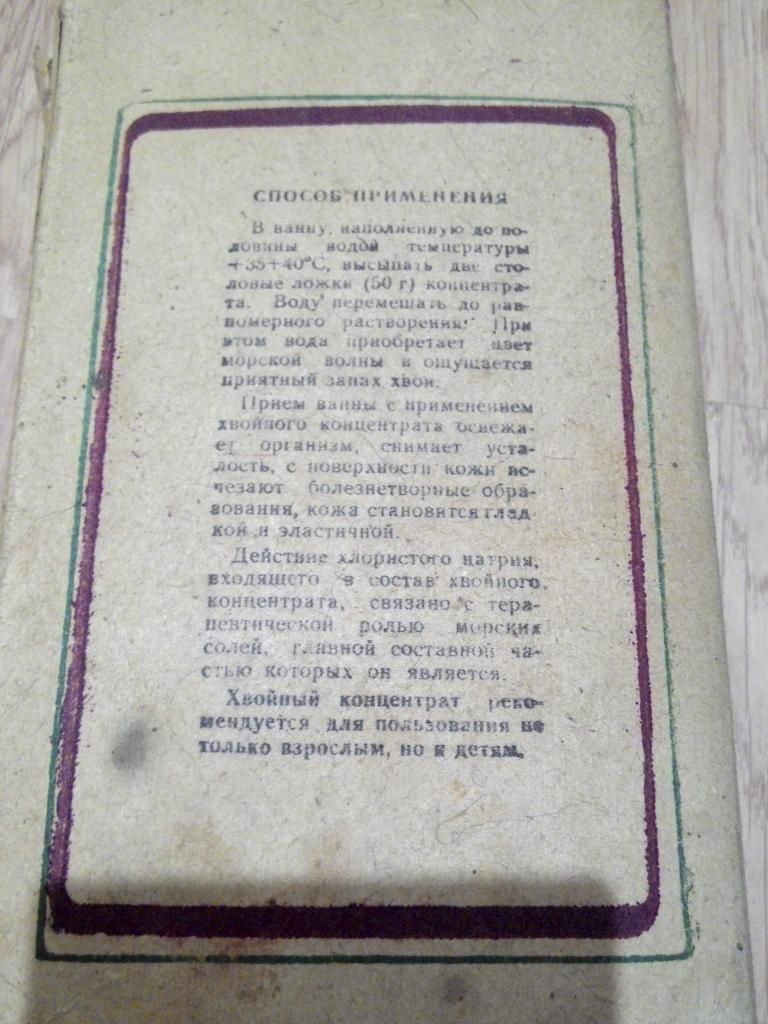 СПОСОБ ПРИМЕНЕНИЯ
В ванну, наполненную до по-
ловины водой температуры
+35+40°С, высыпать две сто-
ловые ложки (50 г) концентра-
та. Воду перемешать до рав-
номерного растворения. При
этом вода приобретает цвет
морской волны и ощущается
приятный запах хвои.
Прием ванны с применением
хвойного концентрата освежа-
ет организм, снимает уста-
лость, с поверхности кожи ис-
чезают болезнетворные обра-
зования, кожа становится глад-
кой и эластичной.
Действие хлористого натрия,
входящего в состав хвойного
концентрата, связано с тера-
певтической ролью морских
солей, главной составной ча-
стью которых он является.
Хвойный концентрат реко-
мендуется для пользования не
только взрослым, но и детям.